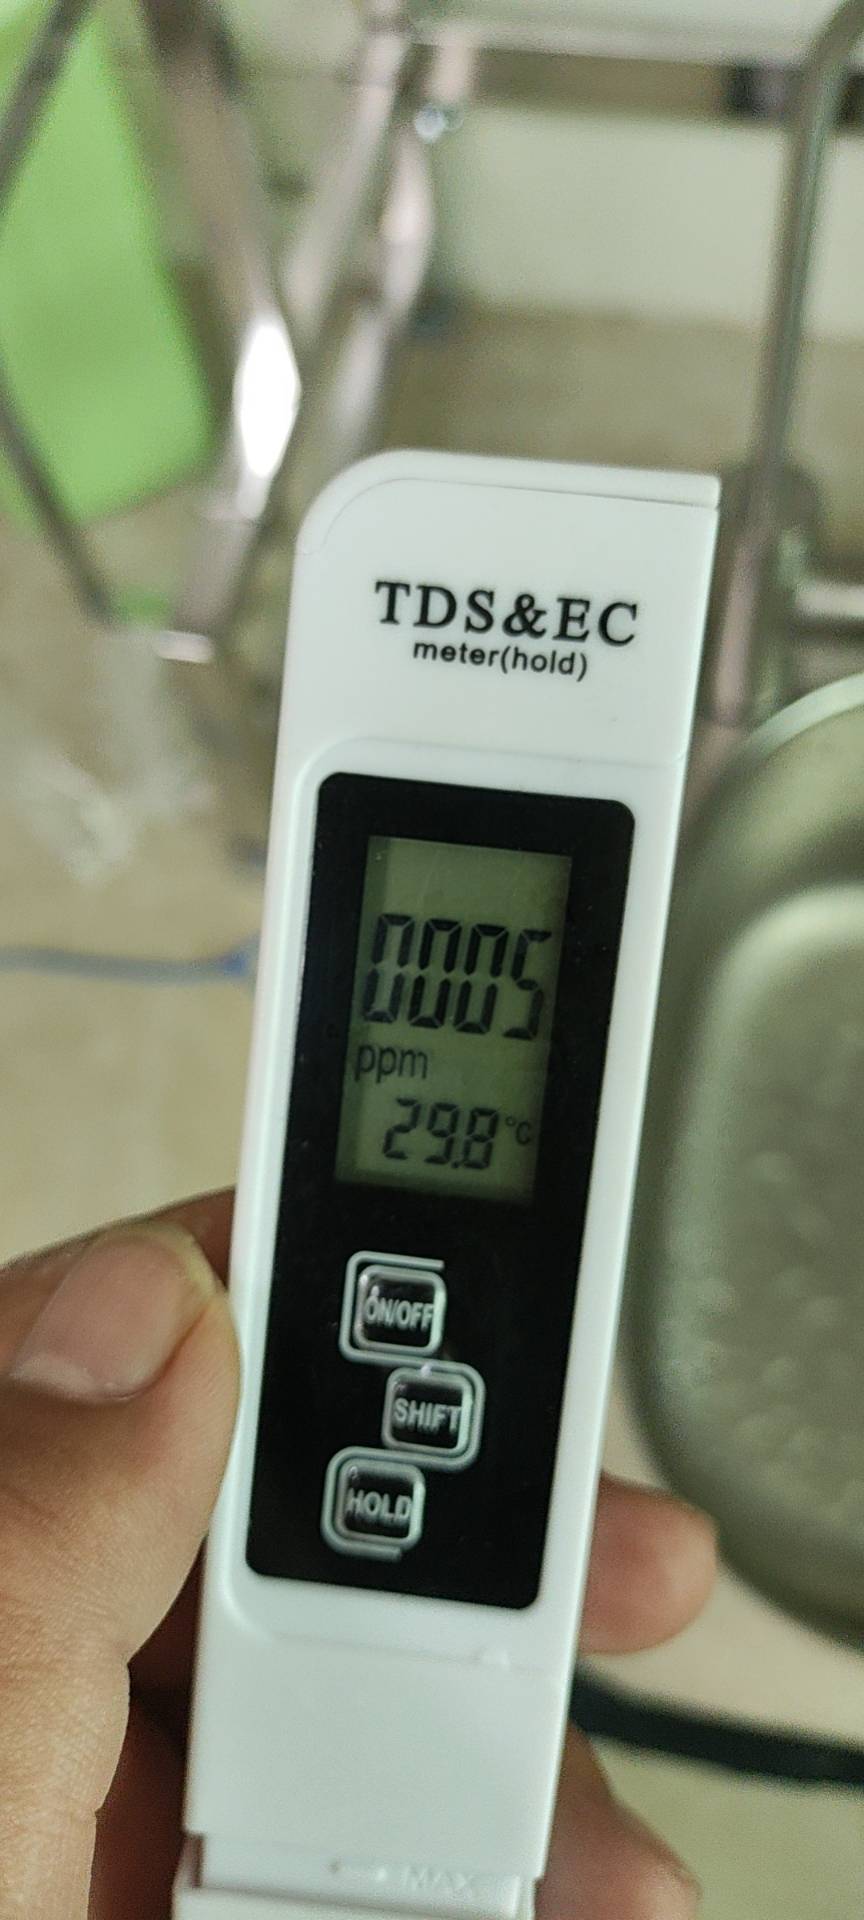 TDS&EC
meter(hold)
0005
ppm
29.8°C
ON/OFF
SHIFT
HOLD
MAX